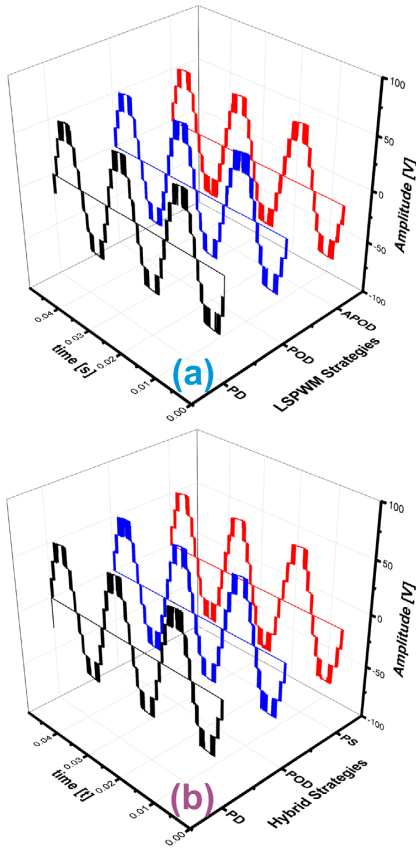 100
50
0
-50
-100
Amplitude [V]
0.04
0.03
0.02
0.01
0.00
time [s]
(a)
PD
POD
APOD
LSPWM Strategies
100
50
0
-50
-100
Amplitude [V]
0.04
0.03
0.02
0.01
0.00
time [t]
(b)
PD
POD
PS
Hybrid Strategies